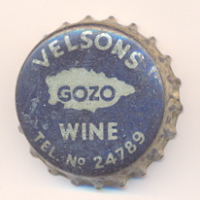 VELSONS
GOZO
WINE
TEL. Nº 24789